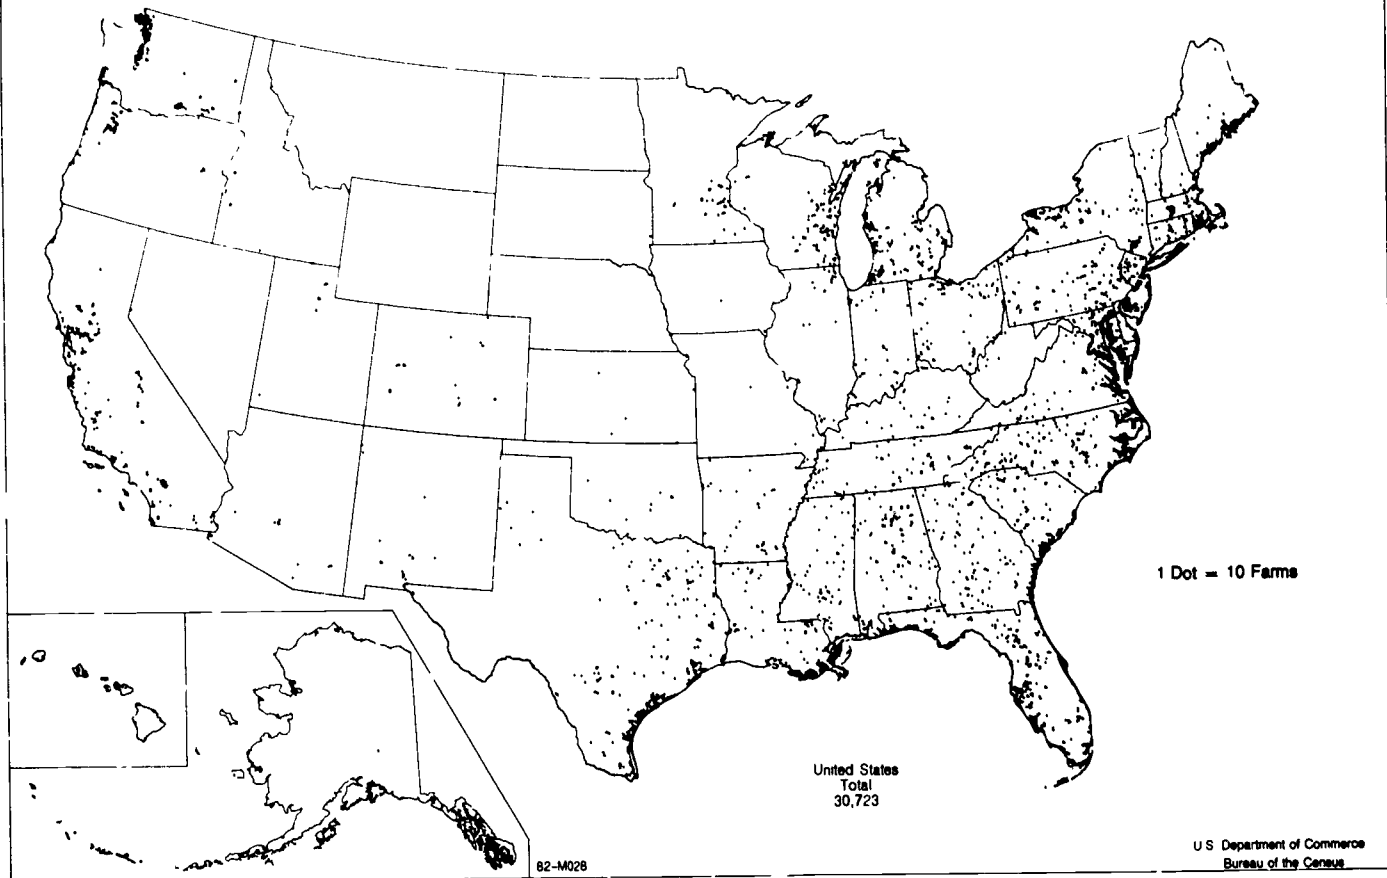 1 Dot = 10 Farms
United States
Total
30,723
82-M028
U S Department of Commerce
Bureau of the Census